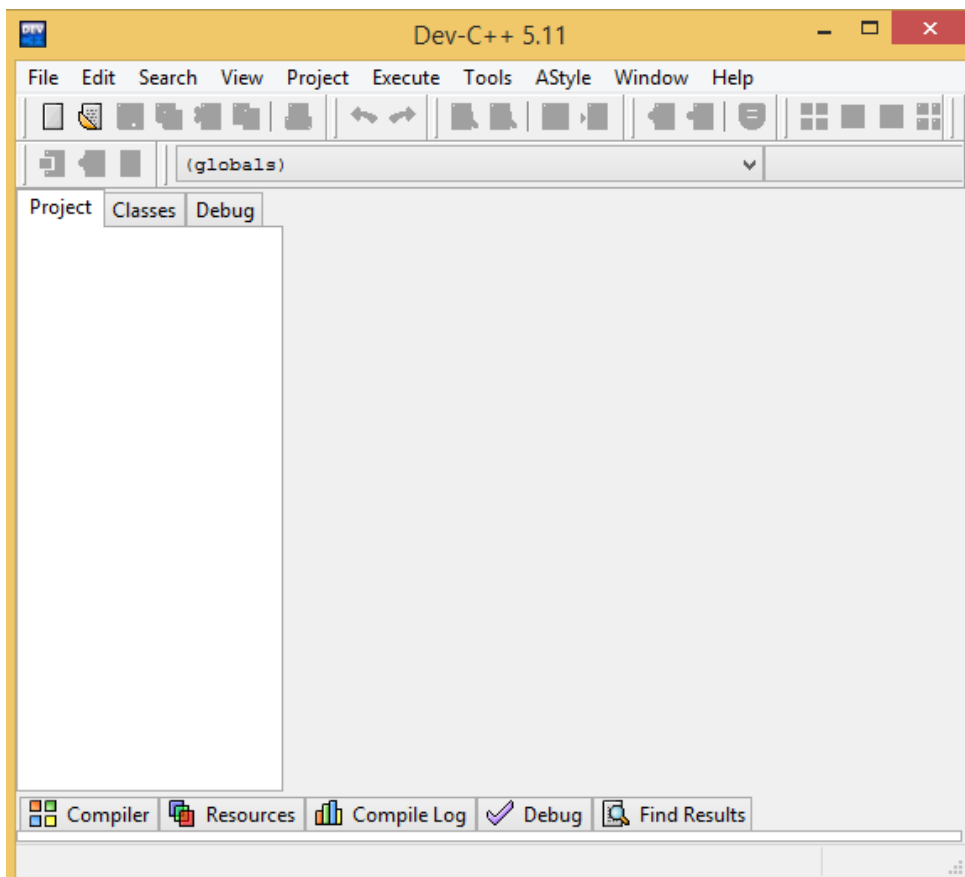 DEV
Dev-C++ 5.11
File Edit Search View Project Execute Tools AStyle Window Help
(globals)
Project Classes Debug
Compiler Resources Compile Log Debug Find Results